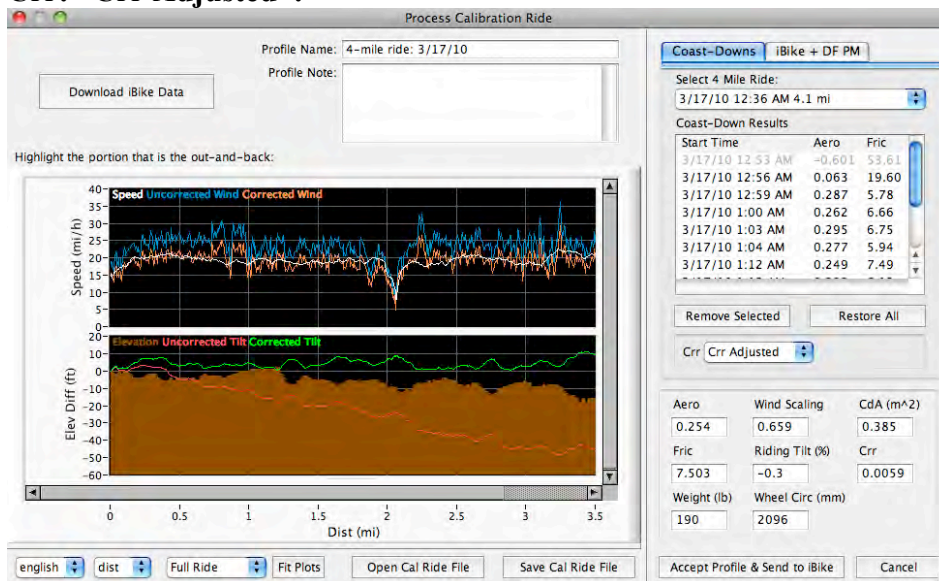 Process Calibration Ride
Profile Name: 4-mile ride: 3/17/10
Profile Note:
Download iBike Data
Highlight the portion that is the out-and-back:
Speed Uncorrected Wind Corrected Wind
Speed (mi/h)
40
35
30
25
20
15
10
5
0
Elevation Uncorrected Tilt Corrected Tilt
Elev Diff (ft)
20
10
0
-10
-20
-30
-40
-50
-60
0 0.5 1 1.5 2 2.5 3 3.5
Dist (mi)
english dist Full Ride Fit Plots Open Cal Ride File Save Cal Ride File
Coast-Downs iBike + DF PM
Select 4 Mile Ride:
3/17/10 12:36 AM 4.1 mi
Coast-Down Results
Start Time Aero Fric
3/17/10 12:53 AM -0.601 53.61
3/17/10 12:56 AM 0.063 19.60
3/17/10 12:59 AM 0.287 5.78
3/17/10 1:00 AM 0.262 6.66
3/17/10 1:03 AM 0.295 6.75
3/17/10 1:04 AM 0.277 5.94
3/17/10 1:12 AM 0.249 7.49
Remove Selected Restore All
Crr Crr Adjusted
Aero Wind Scaling CdA (m^2)
0.254 0.659 0.385
Fric Riding Tilt (%) Crr
7.503 -0.3 0.0059
Weight (lb) Wheel Circ (mm)
190 2096
Accept Profile & Send to iBike Cancel